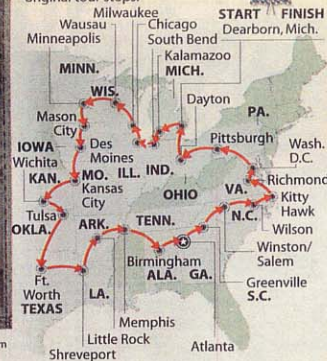 Original tour stops:
Milwaukee
Wausau
Minneapolis
Chicago
South Bend
Kalamazoo
MICH.
START FINISH
Dearborn, Mich.
MINN.
WIS.
Dayton
PA.
Mason
City
Pittsburgh
IOWA
Des
Moines
ILL. IND.
Wash.
D.C.
Wichita
KAN.
MO.
Kansas
City
OHIO
VA.
Richmond
Kitty
Hawk
Tulsa
OKLA.
ARK.
TENN.
N.C.
Wilson
Winston/
Salem
Birmingham
ALA. GA.
Greenville
S.C.
Ft.
Worth
TEXAS
LA.
Memphis
Little Rock
Shreveport
Atlanta